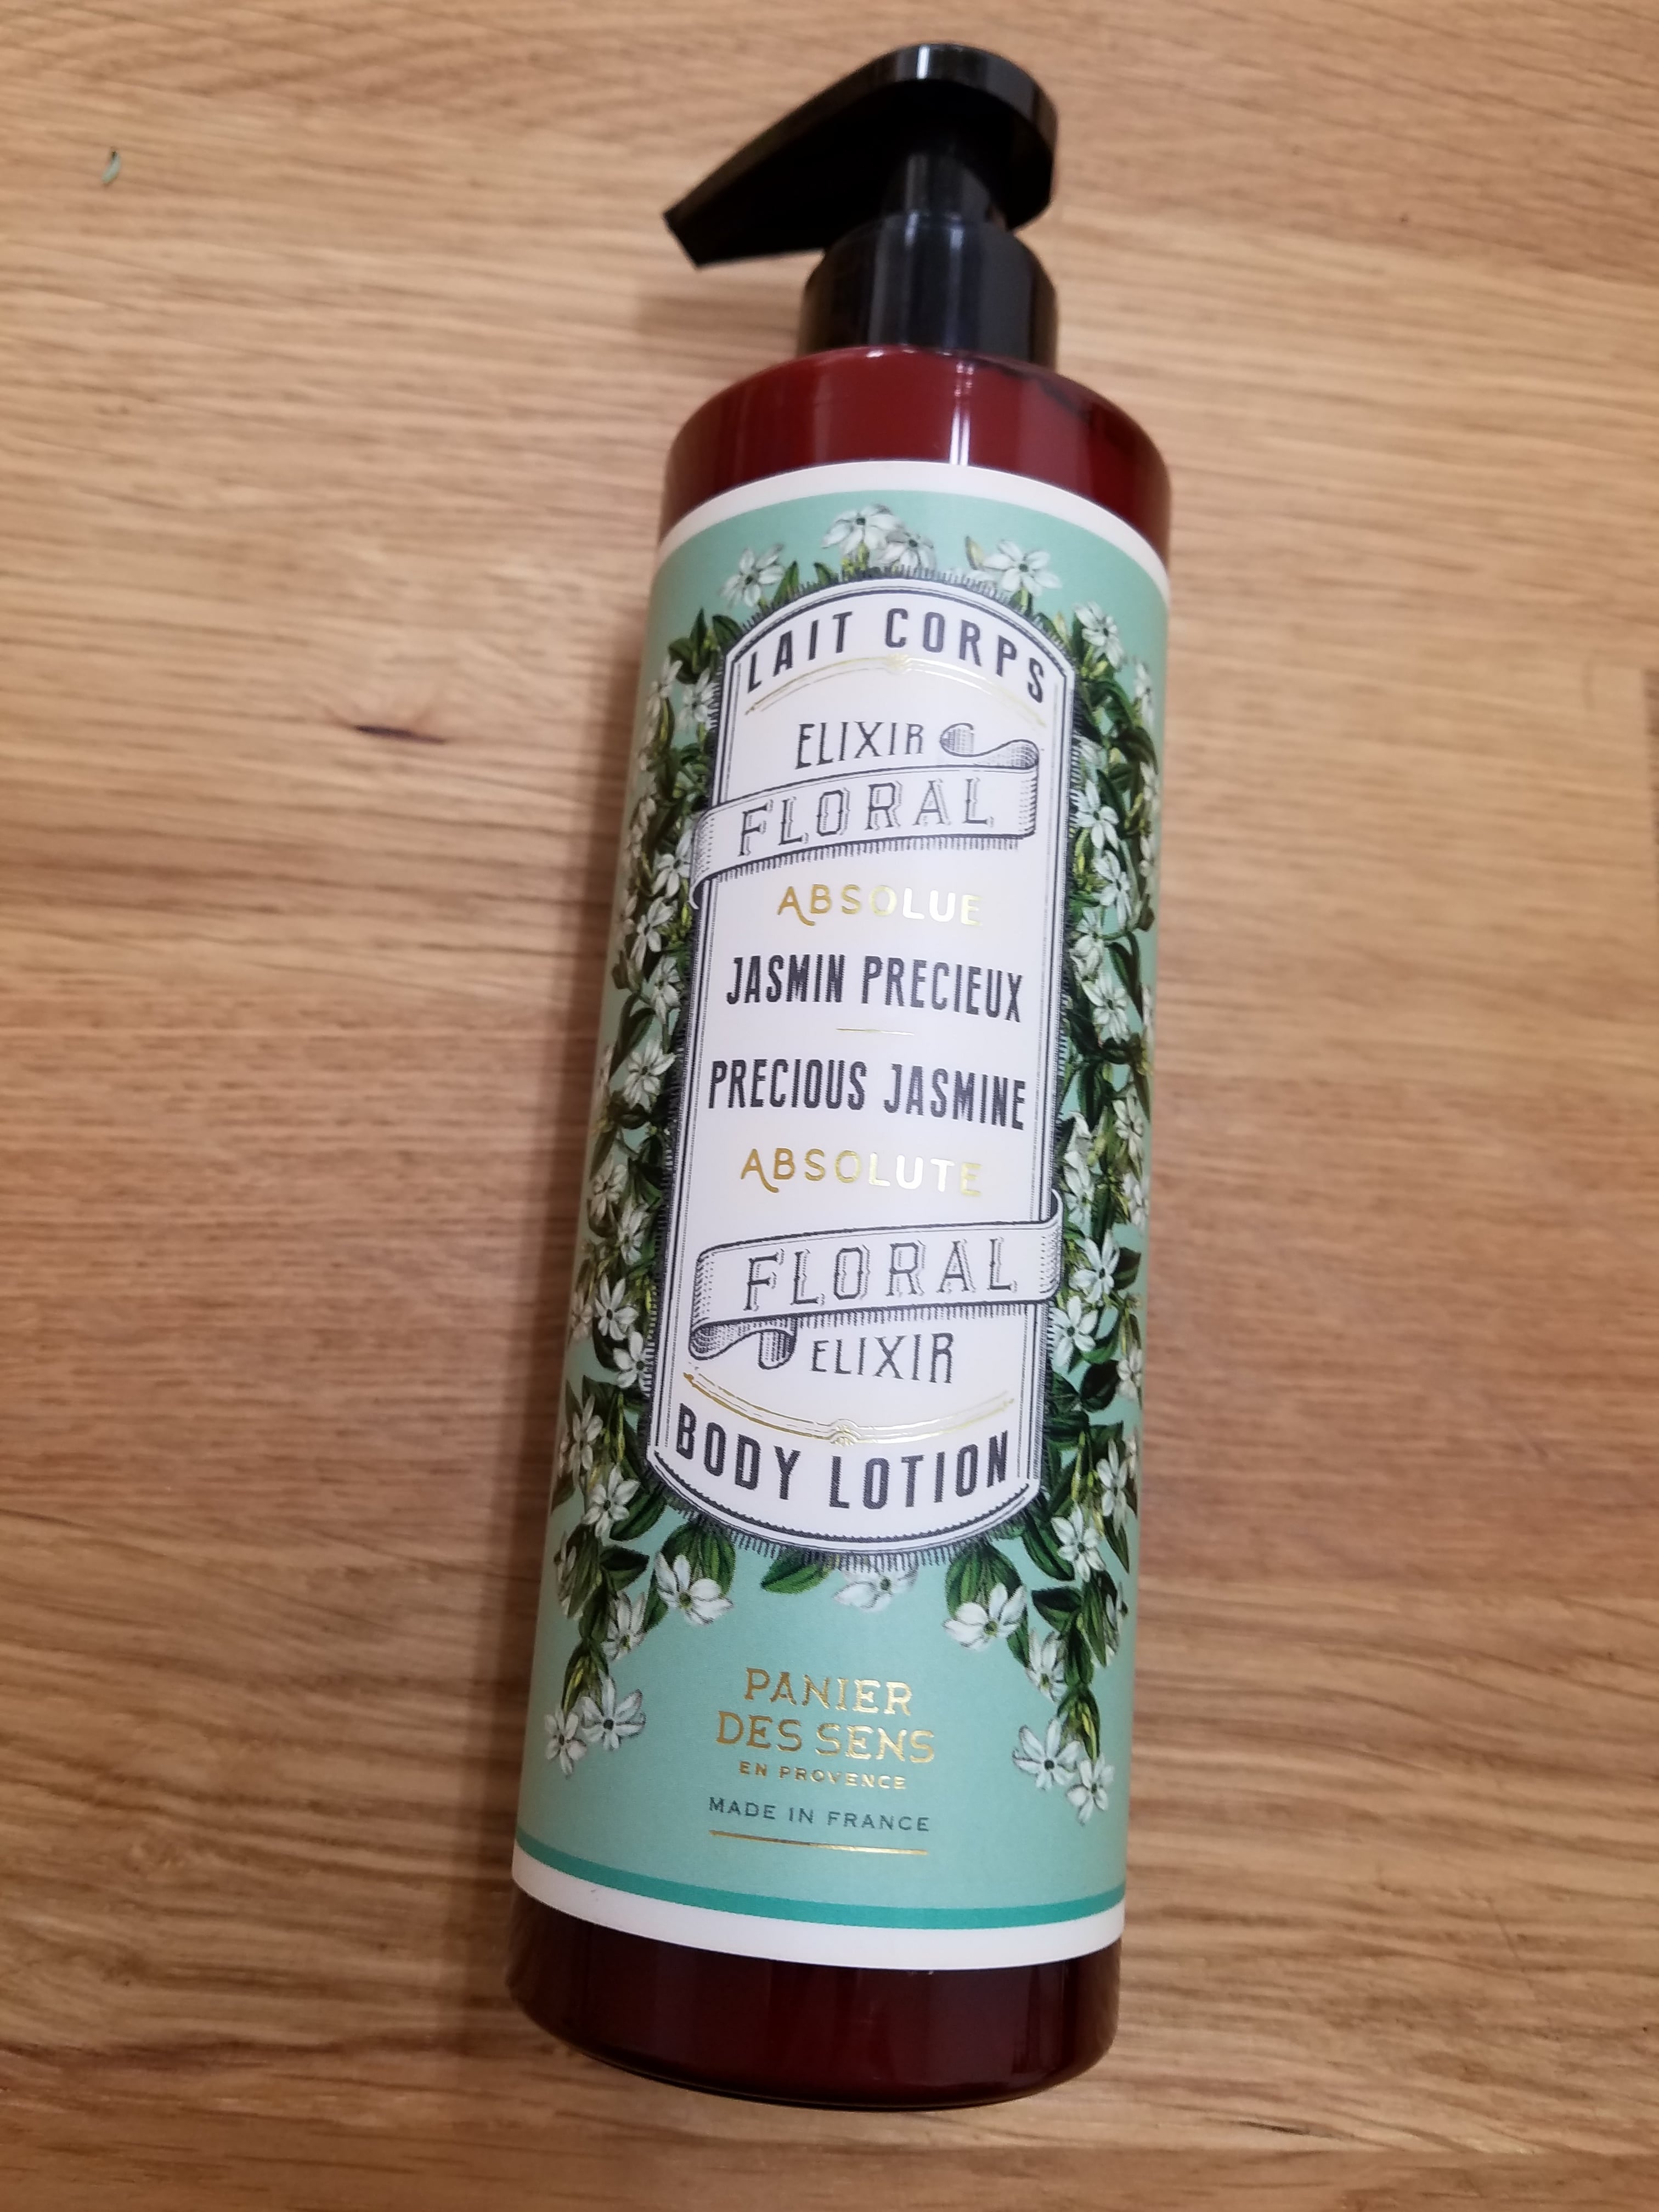 LAIT CORPS
ELIXIR
FLORAL
ABSOLUE
JASMIN PRECIEUX
PRECIOUS JASMINE
ABSOLUTE
FLORAL
ELIXIR
BODY LOTION
PANIER
DES SENS
EN PROVENCE
MADE IN FRANCE